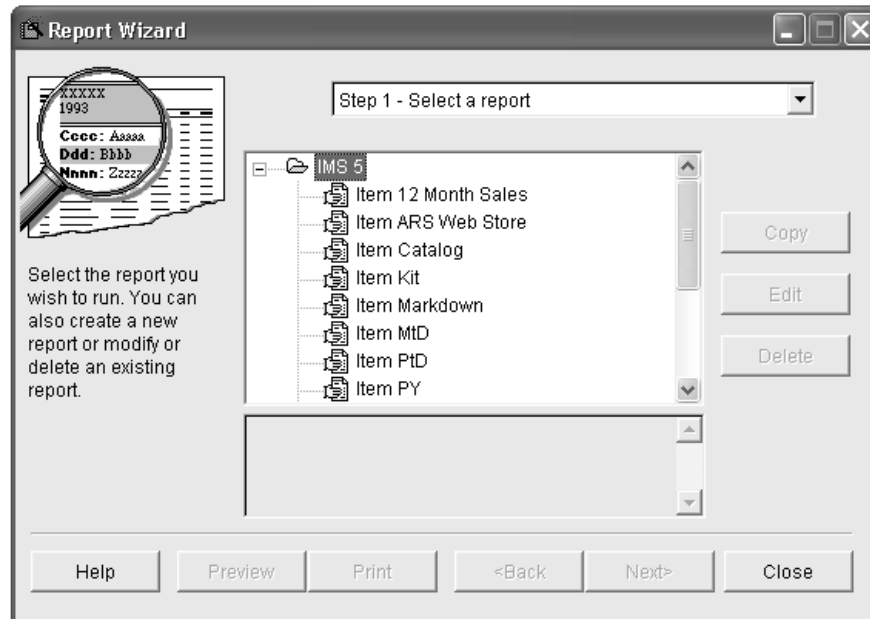 Report Wizard
XXXXX
1993
Cccc: Aaaaa
Ddd: Bbbb
Nnnn: Zzzzz
Step 1 - Select a report
IMS 5
Item 12 Month Sales
Item ARS Web Store
Item Catalog
Item Kit
Item Markdown
Item MtD
Item PtD
Item PY
Select the report you
wish to run. You can
also create a new
report or modify or
delete an existing
report.
Copy
Edit
Delete
Help
Preview
Print
<Back
Next>
Close